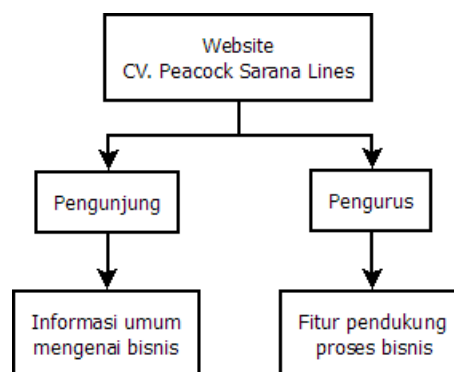 Website
CV. Peacock Sarana Lines
Pengunjung
Pengurus
Informasi umum
mengenai bisnis
Fitur pendukung
proses bisnis